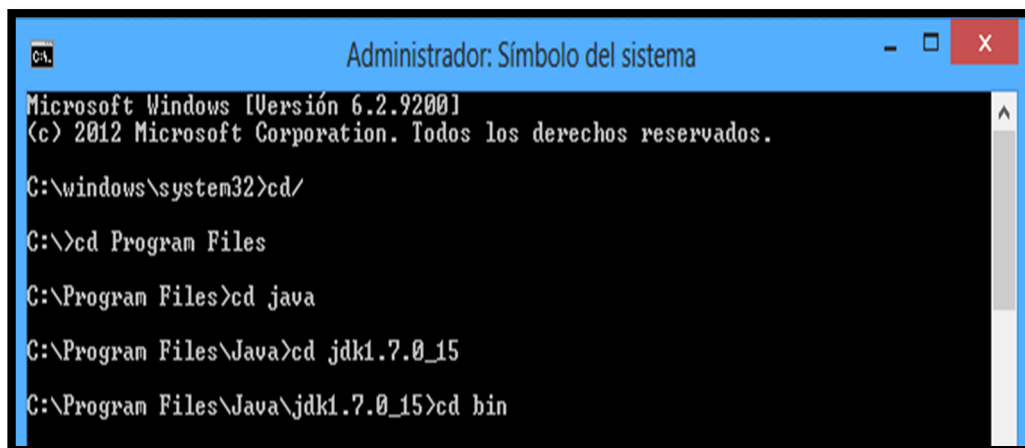 Administrador: Símbolo del sistema
Microsoft Windows [Versión 6.2.9200]
(c) 2012 Microsoft Corporation. Todos los derechos reservados.
C:\windows\system32>cd/
C:\>cd Program Files
C:\Program Files>cd java
C:\Program Files\Java>cd jdk1.7.0_15
C:\Program Files\Java\jdk1.7.0_15>cd bin